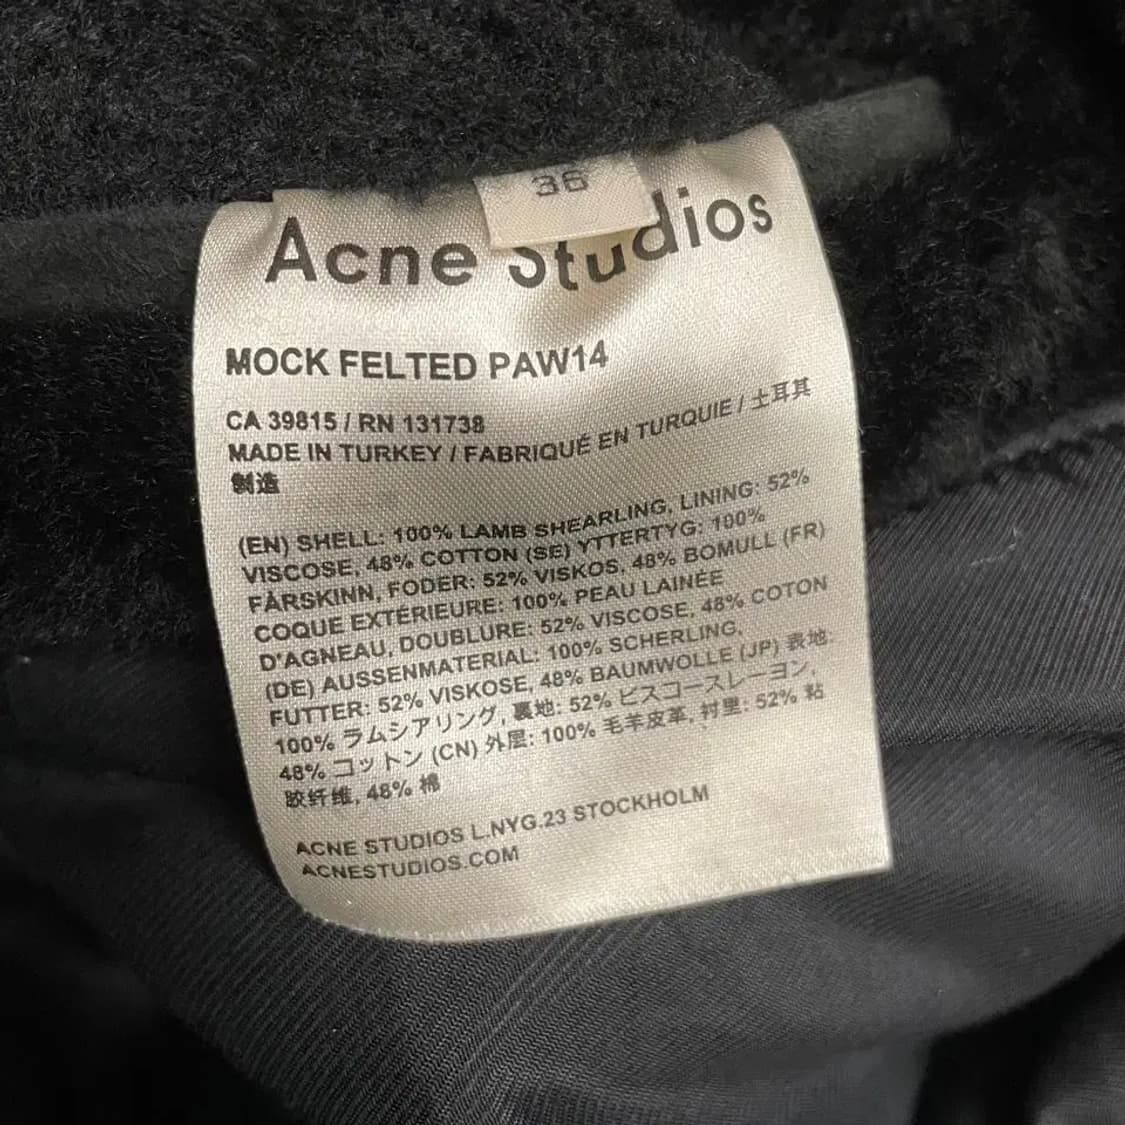 36
Acne Studios
MOCK FELTED PAW14
CA 39815 / RN 131738
MADE IN TURKEY / FABRIQUÉ EN TURQUIE / 土耳其
制造
(EN) SHELL: 100% LAMB SHEARLING, LINING: 52%
VISCOSE, 48% COTTON (SE) YTTERTYG: 100%
FÅRSKINN, FODER: 52% VISKOS, 48% BOMULL (FR)
COQUE EXTÉRIEURE: 100% PEAU LAINÉE
D'AGNEAU, DOUBLURE: 52% VISCOSE, 48% COTON
(DE) AUSSENMATERIAL: 100% SCHERLING,
FUTTER: 52% VISKOSE, 48% BAUMWOLLE (JP) 表地:
100% ラムシアリング, 裏地: 52% ビスコースレーヨン,
48% コットン (CN) 外层: 100% 毛羊皮革, 衬里: 52% 粘
胶纤维, 48% 棉
ACNE STUDIOS L.NYG.23 STOCKHOLM
ACNESTUDIOS.COM